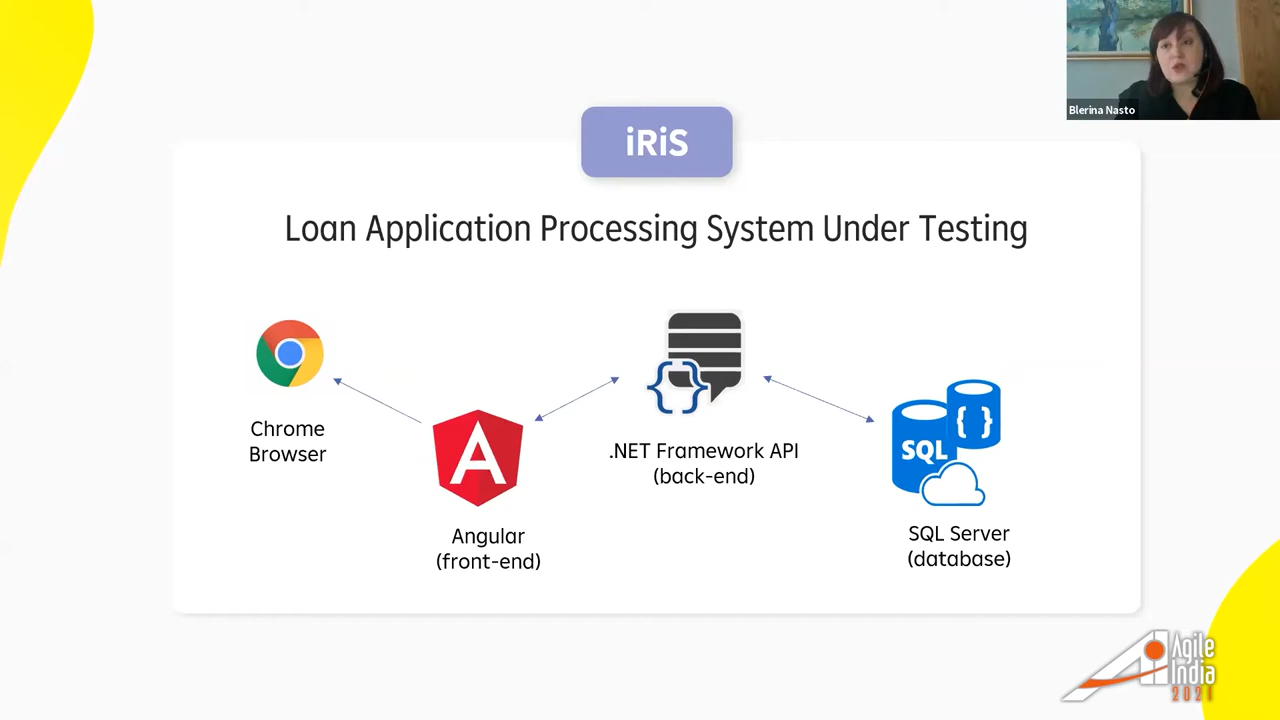 Blerina Nasto
iRiS
Loan Application Processing System Under Testing
Chrome
Browser
Angular
(front-end)
{ }
.NET Framework API
(back-end)
SQL
{ }
SQL Server
(database)
Agile
India
2021